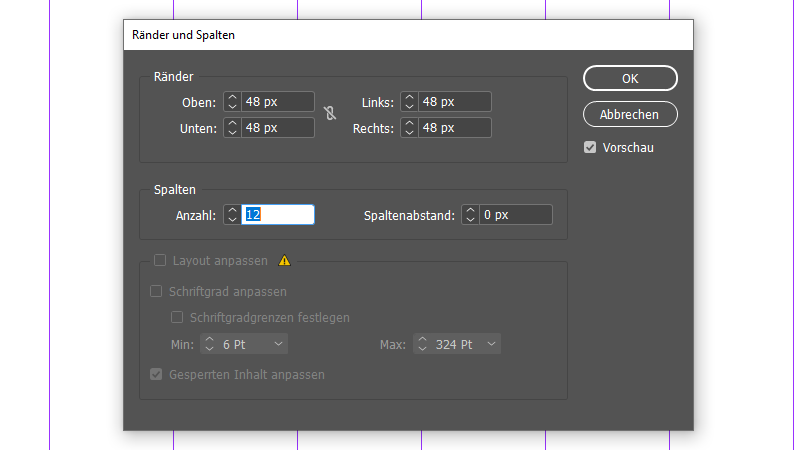 Ränder und Spalten
Ränder
Oben: 48 px Links: 48 px
Unten: 48 px Rechts: 48 px
OK
Abbrechen
Vorschau
Spalten
Anzahl: 12 Spaltenabstand: 0 px
Layout anpassen
Schriftgrad anpassen
Schriftgradgrenzen festlegen
Min: 6 Pt Max: 324 Pt
Gesperrten Inhalt anpassen